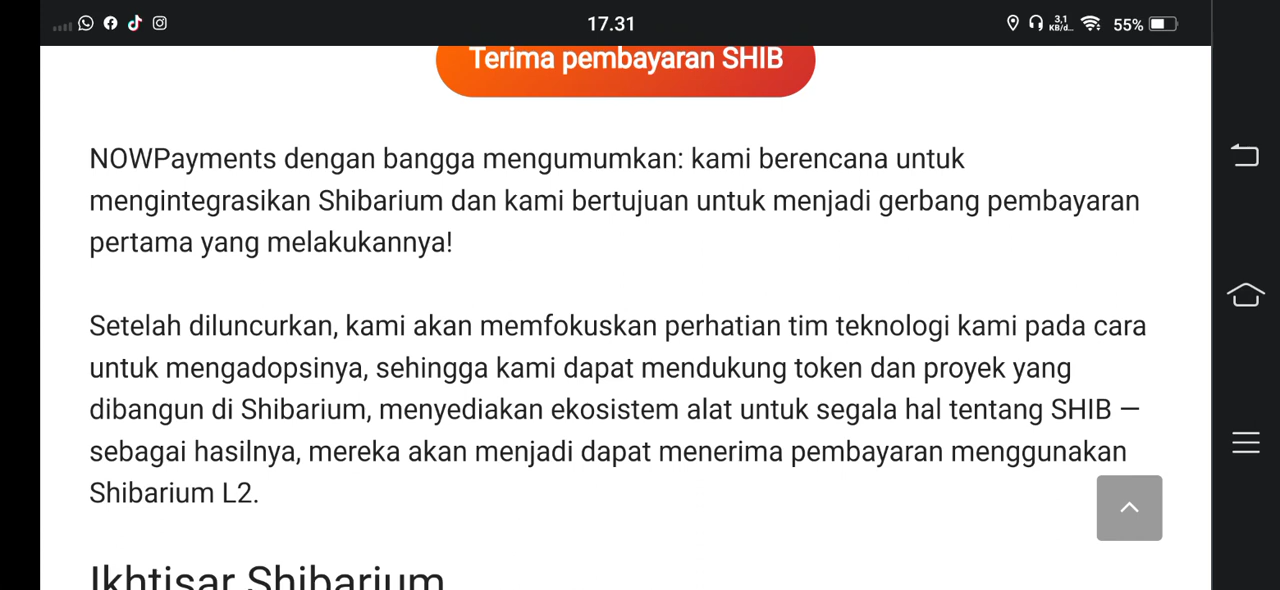 17.31
3,1
KB/d...
55%
Terima pembayaran SHIB
NOWPayments dengan bangga mengumumkan: kami berencana untuk
mengintegrasikan Shibarium dan kami bertujuan untuk menjadi gerbang pembayaran
pertama yang melakukannya!
Setelah diluncurkan, kami akan memfokuskan perhatian tim teknologi kami pada cara
untuk mengadopsinya, sehingga kami dapat mendukung token dan proyek yang
dibangun di Shibarium, menyediakan ekosistem alat untuk segala hal tentang SHIB —
sebagai hasilnya, mereka akan menjadi dapat menerima pembayaran menggunakan
Shibarium L2.
Ikhtisar Shibarium